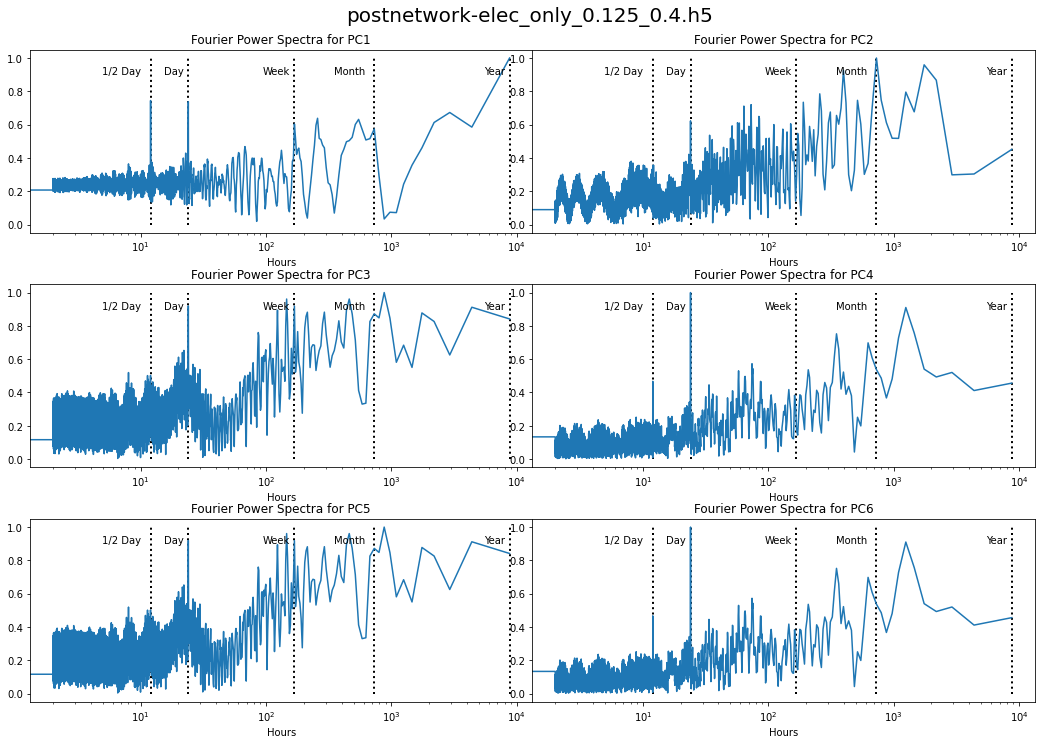 postnetwork-elec_only_0.125_0.4.h5
Fourier Power Spectra for PC1
1.0
0.8
0.6
0.4
0.2
0.0
1/2 Day
Day
Week
Month
Year
10¹
10²
10³
10⁴
Hours
Fourier Power Spectra for PC2
1.0
0.8
0.6
0.4
0.2
0.0
1/2 Day
Day
Week
Month
Year
10¹
10²
10³
10⁴
Hours
Fourier Power Spectra for PC3
1.0
0.8
0.6
0.4
0.2
0.0
1/2 Day
Day
Week
Month
Year
10¹
10²
10³
10⁴
Hours
Fourier Power Spectra for PC4
1.0
0.8
0.6
0.4
0.2
0.0
1/2 Day
Day
Week
Month
Year
10¹
10²
10³
10⁴
Hours
Fourier Power Spectra for PC5
1.0
0.8
0.6
0.4
0.2
0.0
1/2 Day
Day
Week
Month
Year
10¹
10²
10³
10⁴
Hours
Fourier Power Spectra for PC6
1.0
0.8
0.6
0.4
0.2
0.0
1/2 Day
Day
Week
Month
Year
10¹
10²
10³
10⁴
Hours